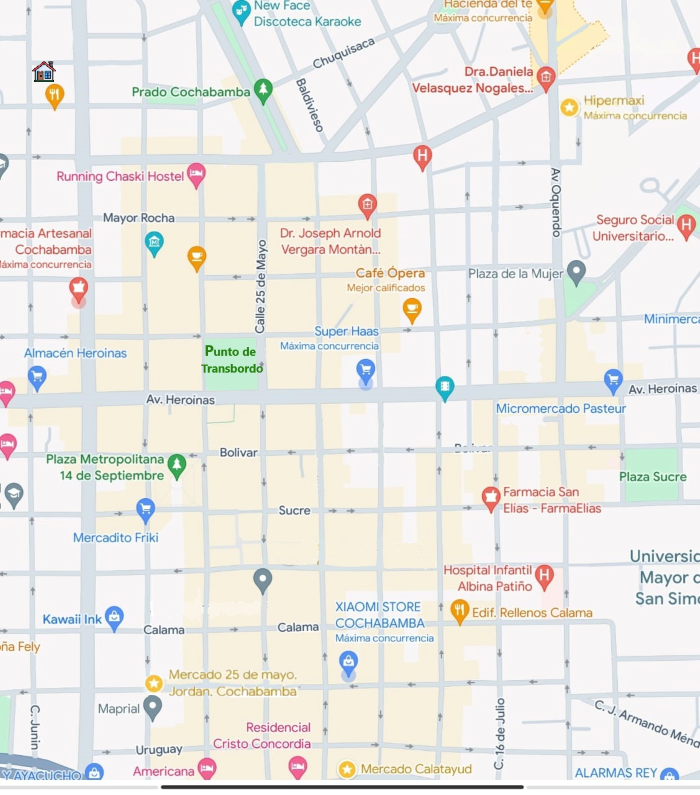 New Face
Discoteca Karaoke
Hacienda del te
Máxima concurrencia
Chuquisaca
Dra.Daniela
Velasquez Nogales...
Prado Cochabamba
Baldivieso
Hipermaxi
Máxima concurrencia
Running Chaski Hostel
Av Oquendo
Mayor Rocha
Seguro Social
Universitario...
macia Artesanal
Cochabamba
Máxima concurrencia
Dr. Joseph Arnold
Vergara Montàn...
Calle 25 de Mayo
Café Ópera
Mejor calificados
Plaza de la Mujer
Minimerca
Super Haas
Máxima concurrencia
Almacén Heroinas
Punto de
Transbordo
Av. Heroinas
Av. Heroinas
Micromercado Pasteur
Bolivar
Bolivar
Plaza Metropolitana
14 de Septiembre
Plaza Sucre
Farmacia San
Elías - FarmaElias
Sucre
Mercadito Friki
Universid
Mayor d
San Simo
Hospital Infantil
Albina Patiño
XIAOMI STORE
COCHABAMBA
Máxima concurrencia
Edif. Rellenos Calama
Kawaii Ink
Calama
Calama
ña Fely
Mercado 25 de mayo.
Jordan. Cochabamba
Maprial
C. Junin
C. 16 de Julio
C. J. Armando Ménd
Residencial
Cristo Concordia
Uruguay
Y AYACUCHO
Americana
Mercado Calatayud
ALARMAS REY